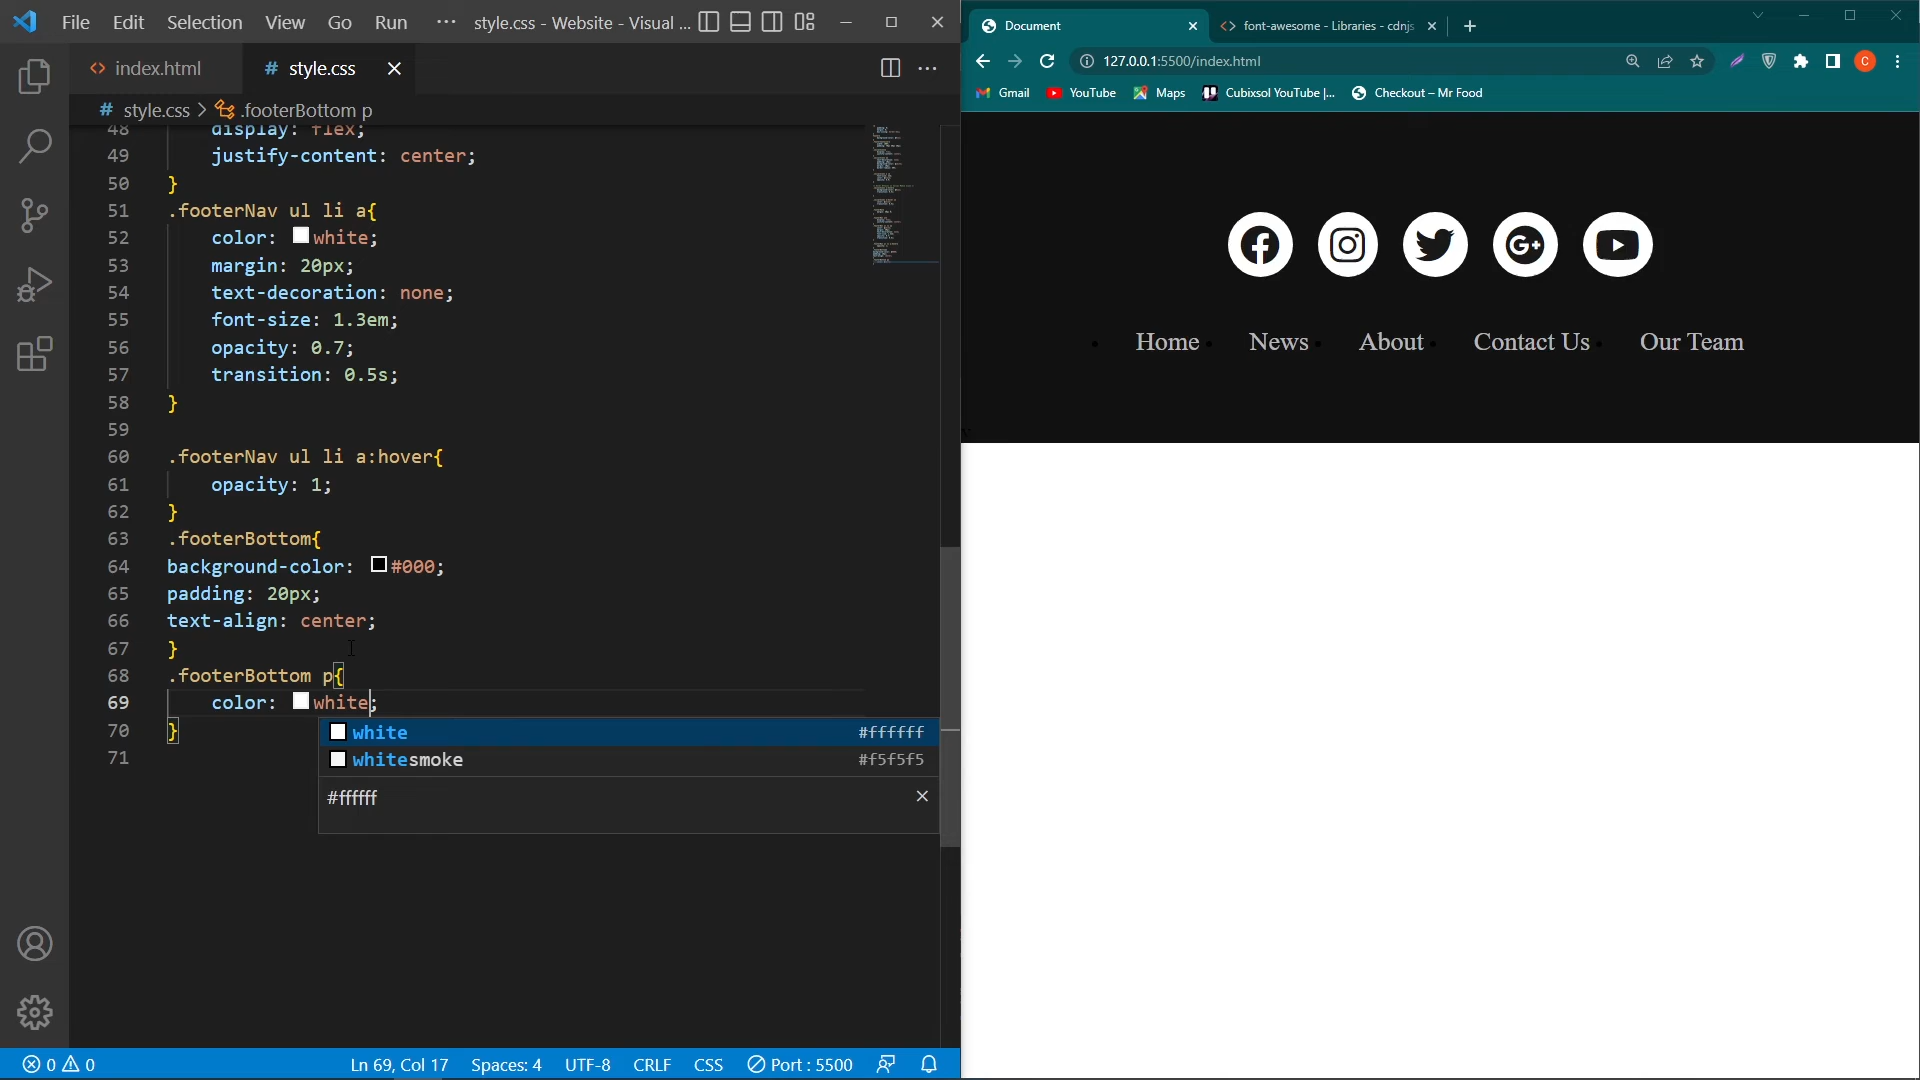 File Edit Selection View Go Run ··· style.css - Website - Visual ...
index.html
# style.css
# style.css > .footerBottom p
48 display: flex;
49 justify-content: center;
50 }
51 .footerNav ul li a{
52 color: white;
53 margin: 20px;
54 text-decoration: none;
55 font-size: 1.3em;
56 opacity: 0.7;
57 transition: 0.5s;
58 }
59
60 .footerNav ul li a:hover{
61 opacity: 1;
62 }
63 .footerBottom{
64 background-color: #000;
65 padding: 20px;
66 text-align: center;
67 }
68 .footerBottom p{
69 color: white;
70 }
71
white #ffffff
whitesmoke #f5f5f5
#ffffff
0 0 Ln 69, Col 17 Spaces: 4 UTF-8 CRLF CSS Port : 5500
Document
font-awesome - Libraries - cdnjs
127.0.0.1:5500/index.html
C
Gmail YouTube Maps Cubixsol YouTube |... Checkout – Mr Food
G+
Home News About Contact Us Our Team